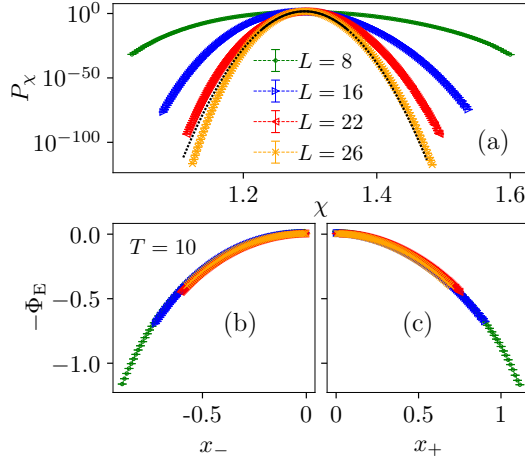 10^0
10^-50
10^-100
P_χ
L = 8
L = 16
L = 22
L = 26
(a)
1.2
1.4
1.6
χ
0.0
−0.5
−1.0
−Φ_E
T = 10
(b)
(c)
-0.5
0
0
0.5
1
x_−
x_+